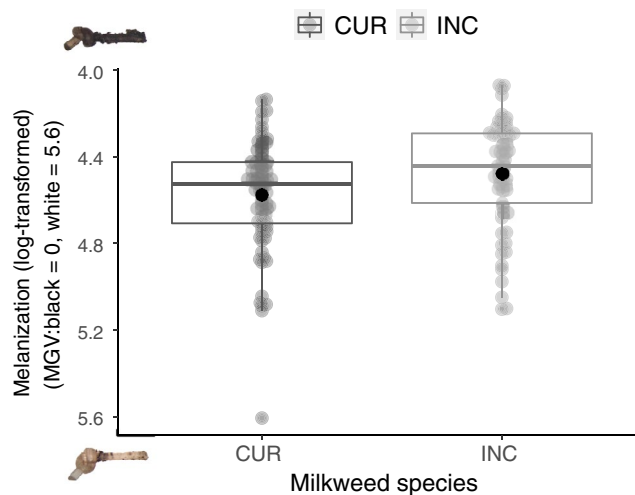 CUR INC
Melanization (log-transformed)
(MGV:black = 0, white = 5.6)
4.0
4.4
4.8
5.2
5.6
CUR INC
Milkweed species